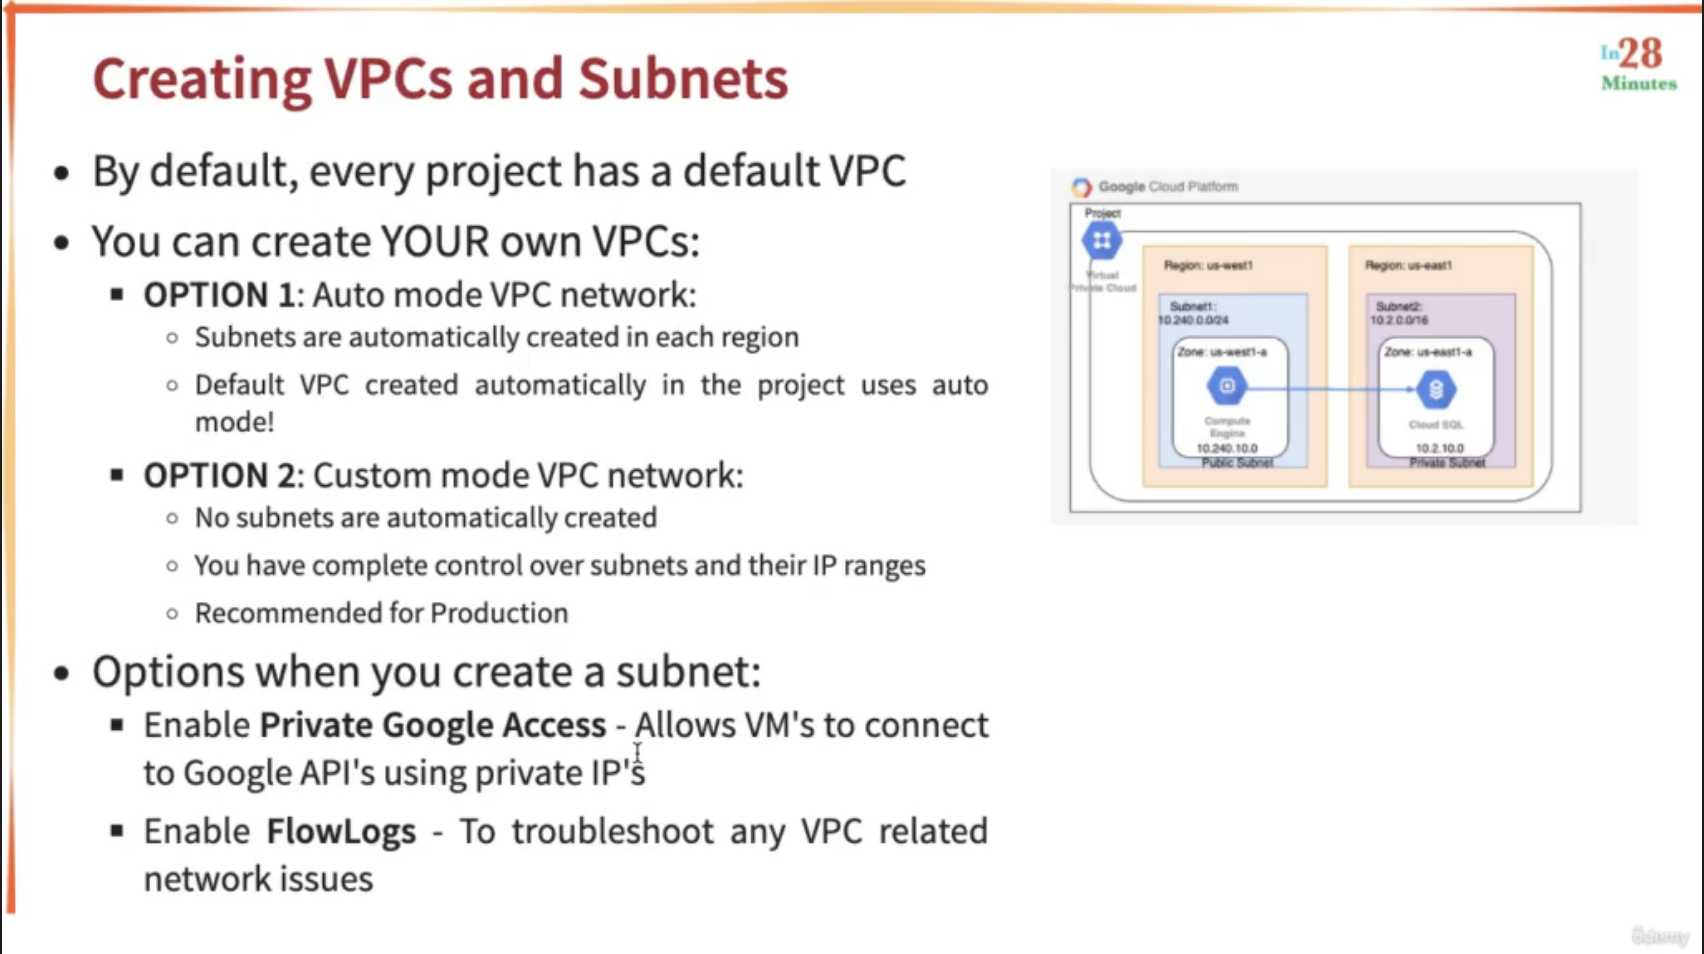 Creating VPCs and Subnets
In28
Minutes
• By default, every project has a default VPC
• You can create YOUR own VPCs:
▪ OPTION 1: Auto mode VPC network:
○ Subnets are automatically created in each region
○ Default VPC created automatically in the project uses auto
mode!
▪ OPTION 2: Custom mode VPC network:
○ No subnets are automatically created
○ You have complete control over subnets and their IP ranges
○ Recommended for Production
• Options when you create a subnet:
▪ Enable Private Google Access - Allows VM's to connect
to Google API's using private IP's
▪ Enable FlowLogs - To troubleshoot any VPC related
network issues
Google Cloud Platform
Project
Virtual
Private Cloud
Region: us-west1
Subnet1:
10.240.0.0/24
Zone: us-west1-a
Compute
Engine
10.240.10.0
Public Subnet
Region: us-east1
Subnet2:
10.2.0.0/16
Zone: us-east1-a
Cloud SQL
10.2.10.0
Private Subnet
Udemy